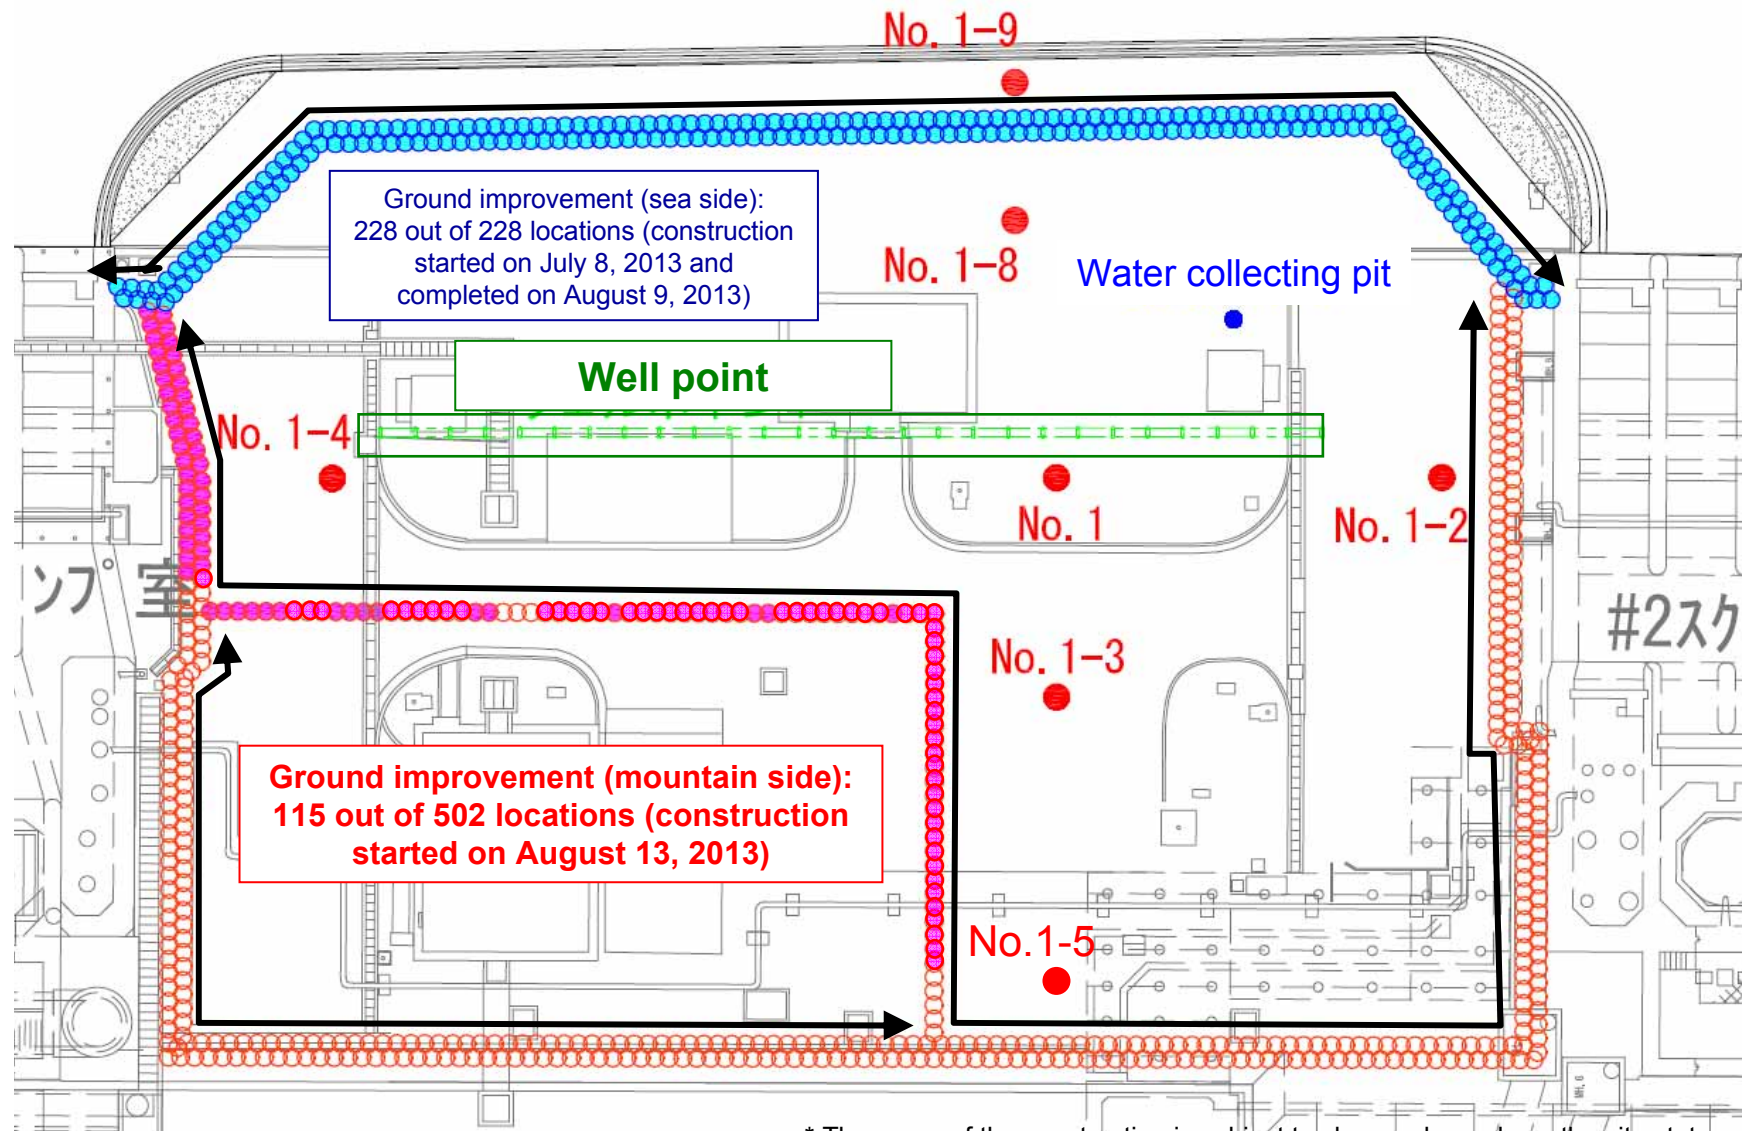 No. 1-9
Ground improvement (sea side):
228 out of 228 locations (construction
started on July 8, 2013 and
completed on August 9, 2013)
No. 1-8
Water collecting pit
Well point
No. 1-4
No. 1
No. 1-2
ンプ室
#2スク
No. 1-3
Ground improvement (mountain side):
115 out of 502 locations (construction
started on August 13, 2013)
No.1-5